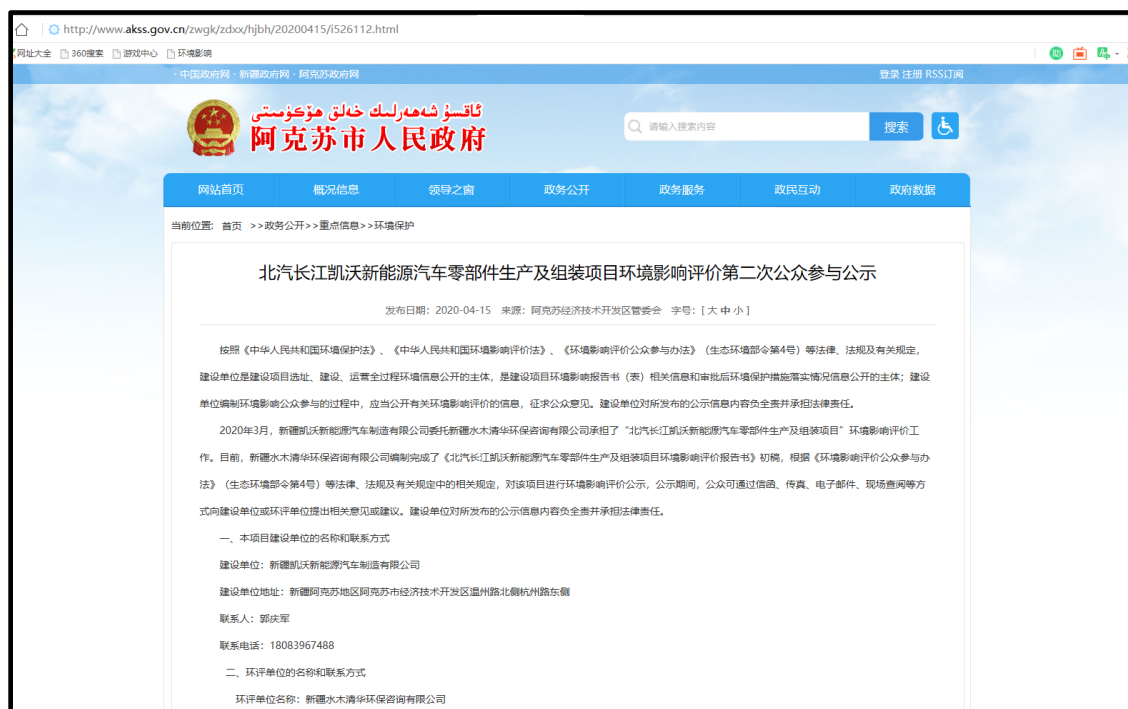 http://www.akss.gov.cn/zwgk/zdxx/hjbh/20200415/i526112.html
网址大全 360搜索 游戏中心 环境影响
· 中国政府网 · 新疆政府网 · 阿克苏政府网 登录 注册 RSS订阅
ئاقسۇ شەھەرلىك خەلق ھۆكۈمىتى
阿克苏市人民政府
请输入搜索内容 搜索
网站首页 概况信息 领导之窗 政务公开 政务服务 政民互动 政府数据
当前位置: 首页 >>政务公开>>重点信息>>环境保护
北汽长江凯沃新能源汽车零部件生产及组装项目环境影响评价第二次公众参与公示
发布日期: 2020-04-15 来源: 阿克苏经济技术开发区管委会 字号: [ 大 中 小 ]
按照《中华人民共和国环境保护法》、《中华人民共和国环境影响评价法》、《环境影响评价公众参与办法》（生态环境部令第4号）等法律、法规及有关规定，
建设单位是建设项目选址、建设、运营全过程环境信息公开的主体，是建设项目环境影响报告书（表）相关信息和审批后环境保护措施落实情况信息公开的主体；建设
单位编制环境影响公众参与的过程中，应当公开有关环境影响评价的信息，征求公众意见。建设单位对所发布的公示信息内容负全责并承担法律责任。
2020年3月，新疆凯沃新能源汽车制造有限公司委托新疆水木清华环保咨询有限公司承担了“北汽长江凯沃新能源汽车零部件生产及组装项目”环境影响评价工
作。目前，新疆水木清华环保咨询有限公司编制完成了《北汽长江凯沃新能源汽车零部件生产及组装项目环境影响评价报告书》初稿，根据《环境影响评价公众参与办
法》（生态环境部令第4号）等法律、法规及有关规定中的相关规定，对该项目进行环境影响评价公示，公示期间，公众可通过信函、传真、电子邮件、现场查阅等方
式向建设单位或环评单位提出相关意见或建议。建设单位对所发布的公示信息内容负全责并承担法律责任。
一、本项目建设单位的名称和联系方式
建设单位：新疆凯沃新能源汽车制造有限公司
建设单位地址：新疆阿克苏地区阿克苏市经济技术开发区温州路北侧杭州路东侧
联系人：郭庆军
联系电话：18083967488
二、环评单位的名称和联系方式
环评单位名称：新疆水木清华环保咨询有限公司